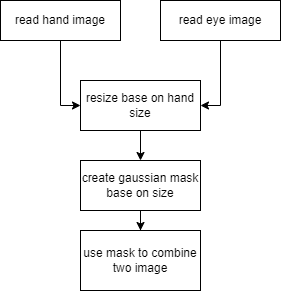 read hand image
read eye image
resize base on hand
size
create gaussian mask
base on size
use mask to combine
two image